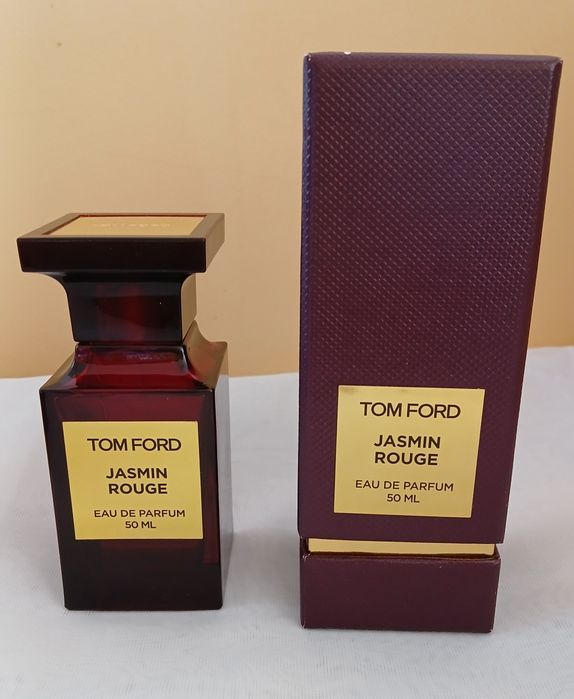 TOM FORD
JASMIN
ROUGE
EAU DE PARFUM
50 ML
TOM FORD
JASMIN
ROUGE
EAU DE PARFUM
50 ML